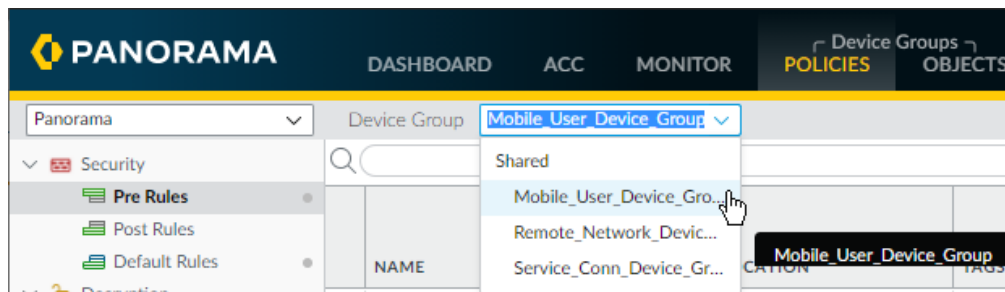 PANORAMA
Device Groups
DASHBOARD ACC MONITOR POLICIES OBJECTS
Panorama Device Group Mobile_User_Device_Group
Security
Shared
Pre Rules
Mobile_User_Device_Gro...
Post Rules
Remote_Network_Devic...
Default Rules
Mobile_User_Device_Group
NAME
Service_Conn_Device_Gr...
CATION
TAGS
Decryption